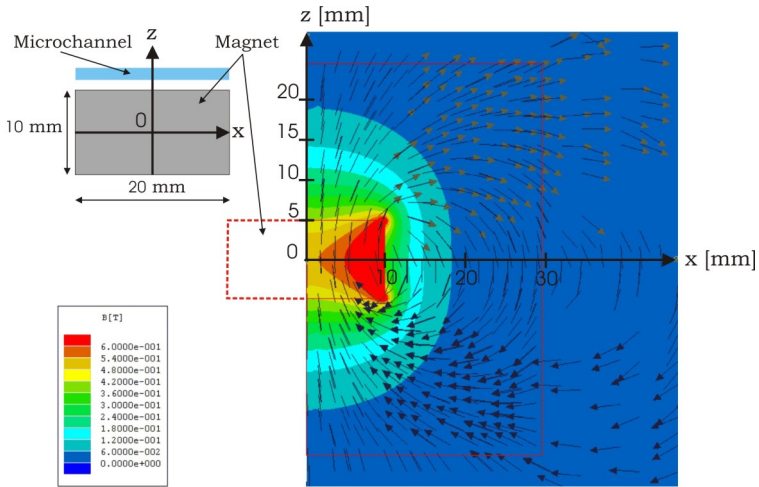 z [mm]
Microchannel
z
Magnet
10 mm
0
x
20 mm
20
15
10
5
0
10
20
30
x [mm]
B[T]
6.0000e-001
5.4000e-001
4.8000e-001
4.2000e-001
3.6000e-001
3.0000e-001
2.4000e-001
1.8000e-001
1.2000e-001
6.0000e-002
0.0000e+000